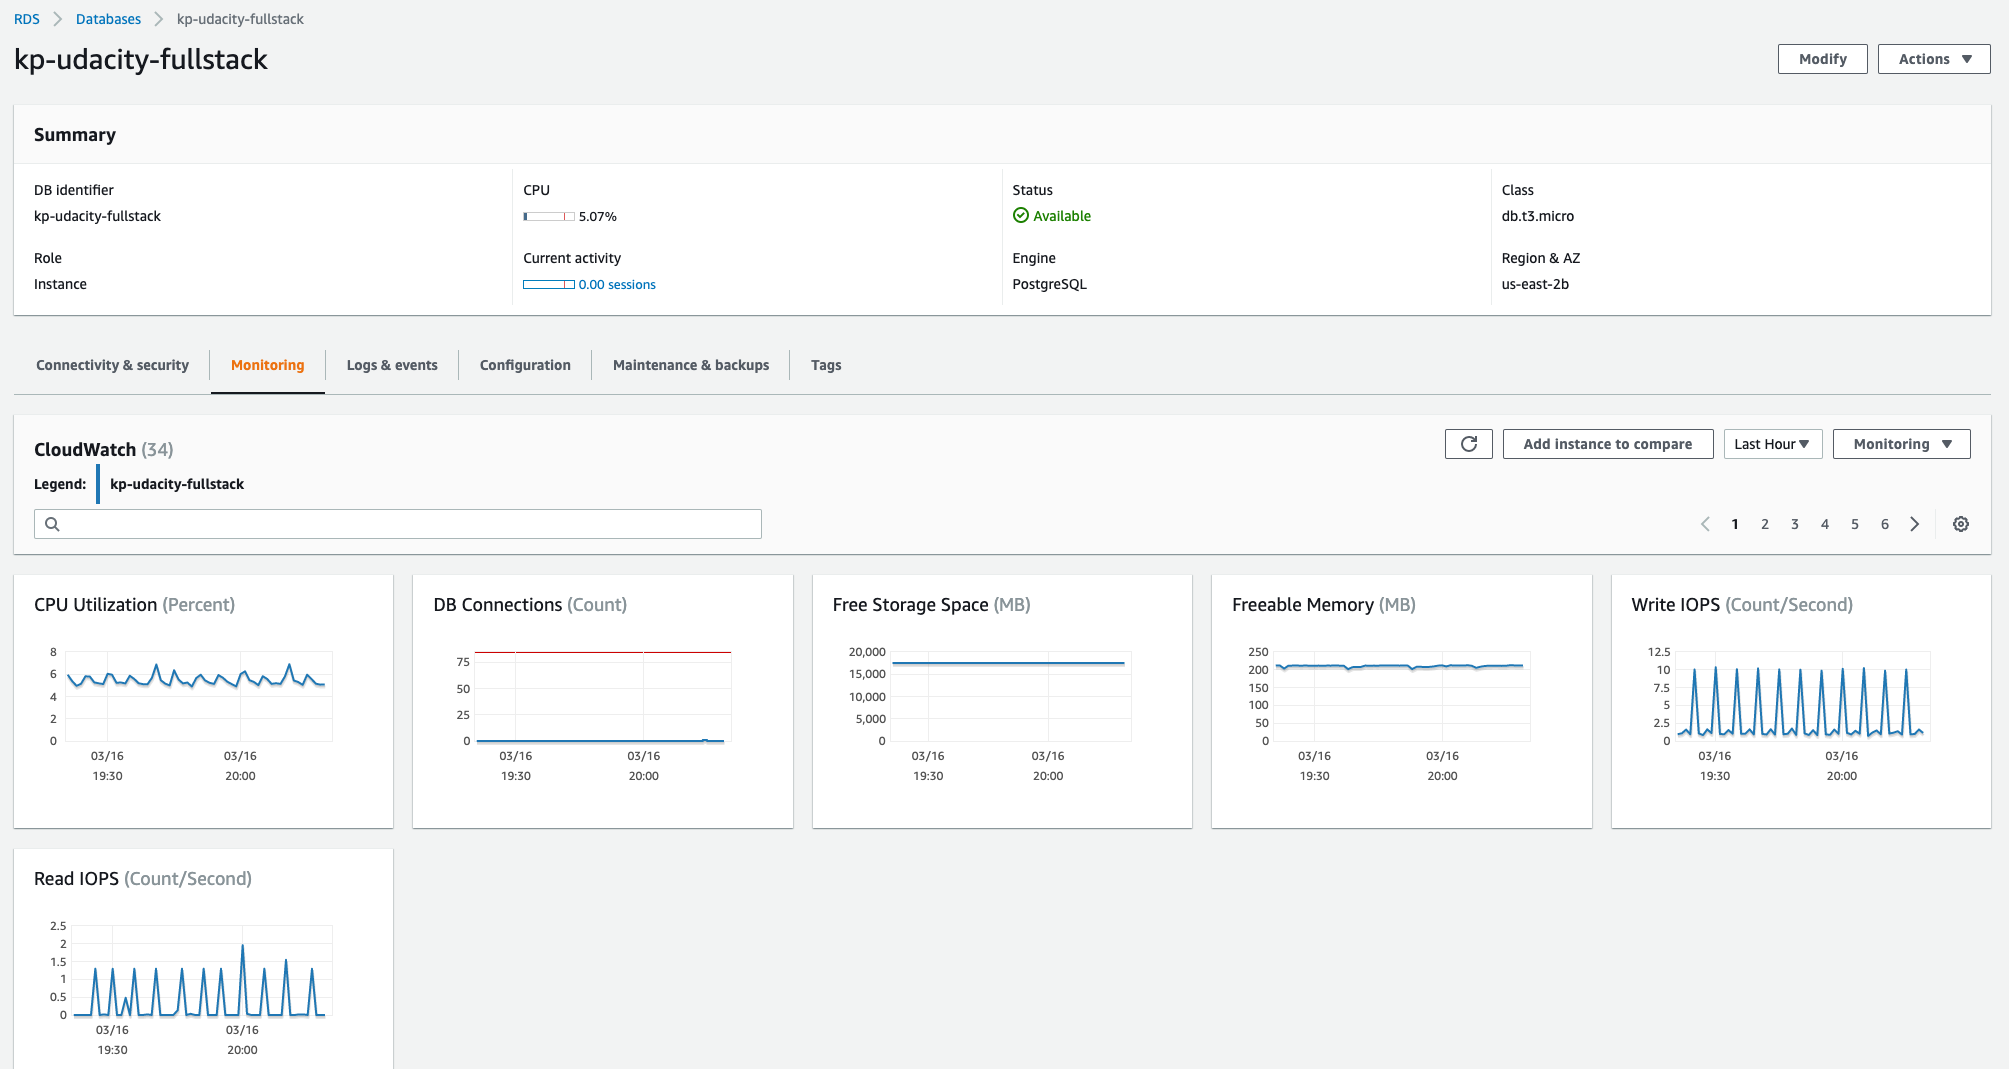 RDS > Databases > kp-udacity-fullstack
kp-udacity-fullstack
Modify
Actions
Summary
DB identifier
kp-udacity-fullstack
CPU
5.07%
Status
Available
Class
db.t3.micro
Role
Instance
Current activity
0.00 sessions
Engine
PostgreSQL
Region & AZ
us-east-2b
Connectivity & security
Monitoring
Logs & events
Configuration
Maintenance & backups
Tags
CloudWatch (34)
Add instance to compare
Last Hour
Monitoring
Legend:
kp-udacity-fullstack
1 2 3 4 5 6
CPU Utilization (Percent)
8
6
4
2
0
03/16 03/16
19:30 20:00
DB Connections (Count)
75
50
25
0
03/16 03/16
19:30 20:00
Free Storage Space (MB)
20,000
15,000
10,000
5,000
0
03/16 03/16
19:30 20:00
Freeable Memory (MB)
250
200
150
100
50
0
03/16 03/16
19:30 20:00
Write IOPS (Count/Second)
12.5
10
7.5
5
2.5
0
03/16 03/16
19:30 20:00
Read IOPS (Count/Second)
2.5
2
1.5
1
0.5
0
03/16 03/16
19:30 20:00